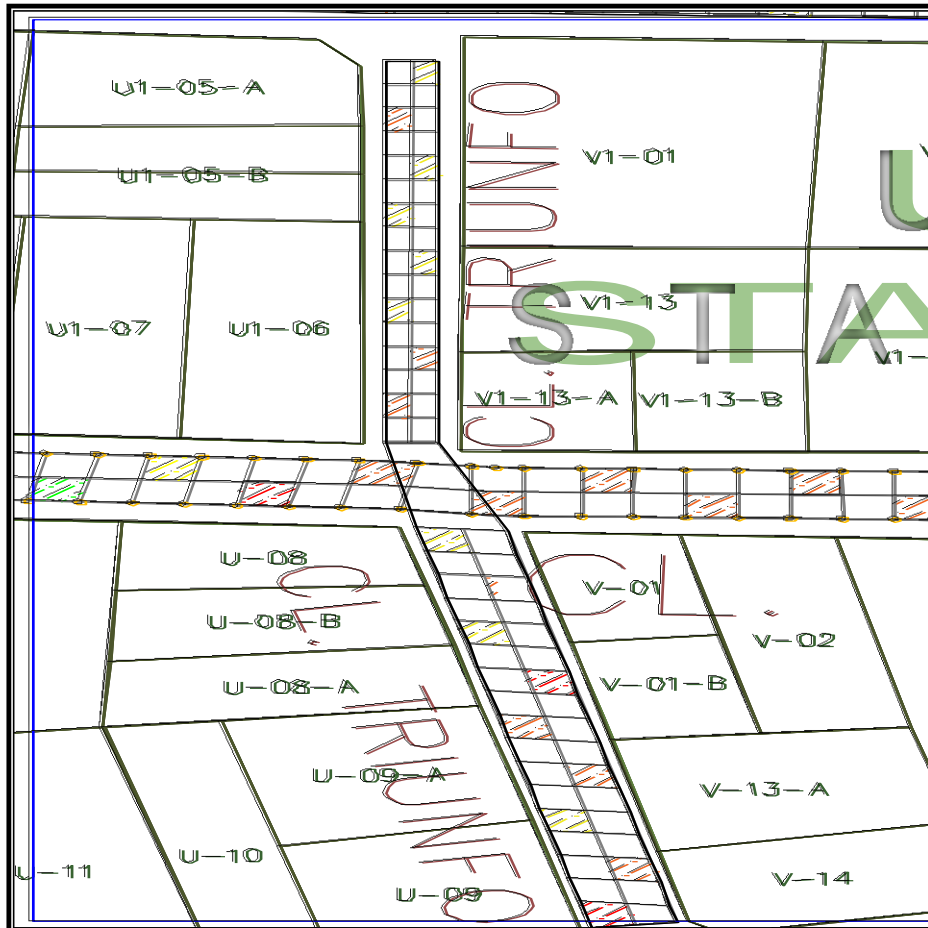 U1-05-A
U1-05-B
U1-07
U1-06
CL. TRIUNFO
V1-01
V1-13
V1-13-A
V1-13-B
STA
U-08
U-08-B
U-08-A
U-09-A
U-09
U-10
U-11
CL. TRIUNFO
CL.
V-01
V-02
V-01-B
V-13-A
V-14